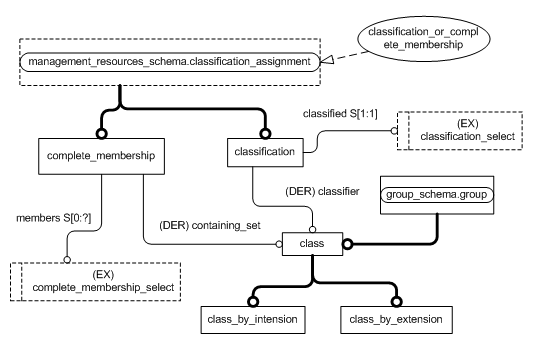 classification_or_compl
ete_membership
management_resources_schema.classification_assignment
classified S[1:1]
(EX)
classification_select
complete_membership
classification
(DER) classifier
group_schema.group
members S[0:?]
(DER) containing_set
class
(EX)
complete_membership_select
class_by_intension
class_by_extension